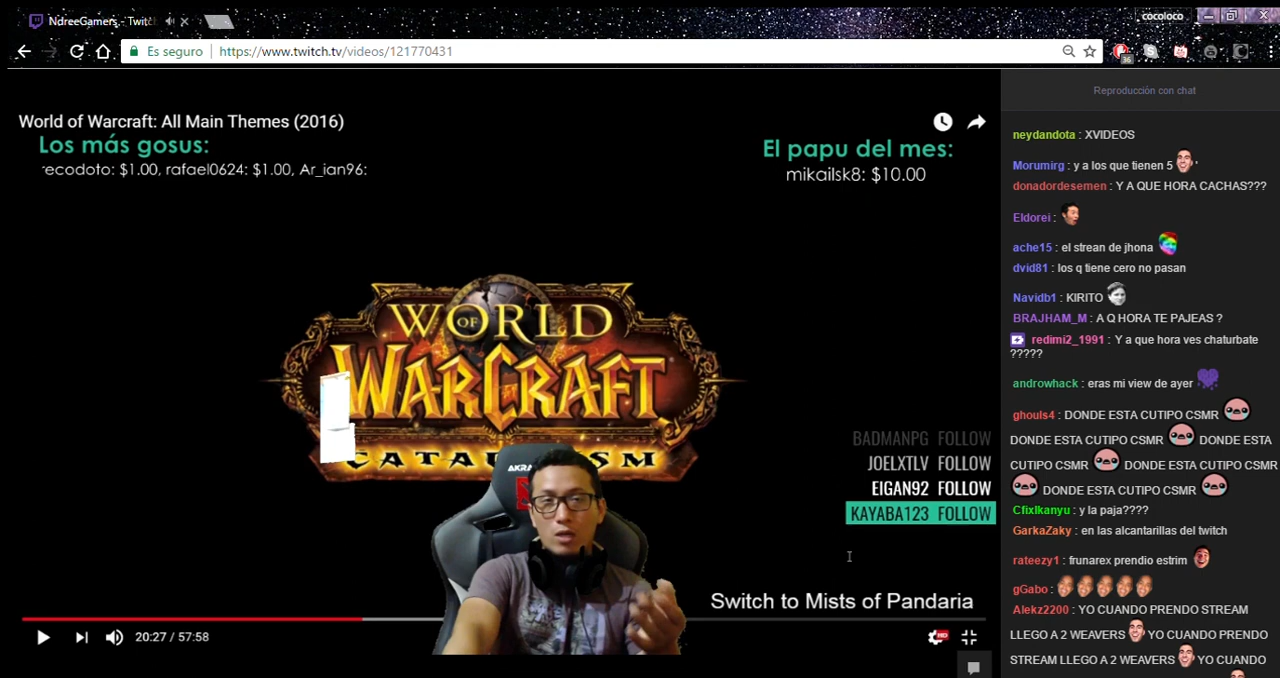 NdreeGamers - Twitc
cocoloco
Es seguro
https://www.twitch.tv/videos/121770431
36
World of Warcraft: All Main Themes (2016)
Los más gosus:
recodoto: $1.00, rafael0624: $1.00, Ar_ian96:
El papu del mes:
mikailsk8: $10.00
WORLD
OF
WARCRAFT
CATACLYSM
AKRA
BADMANPG FOLLOW
JOELXTLV FOLLOW
EIGAN92 FOLLOW
KAYABA123 FOLLOW
Switch to Mists of Pandaria
20:27 / 57:58
HD
Reproducción con chat
neydandota : XVIDEOS
Morumirg : y a los que tienen 5 '
donadordesemen : Y A QUE HORA CACHAS???
Eldorei :
ache15 : el strean de jhona
dvid81 : los q tiene cero no pasan
Navidb1 : KIRITO
BRAJHAM_M : A Q HORA TE PAJEAS ?
redimi2_1991 : Y a que hora ves chaturbate
?????
androwhack : eras mi view de ayer
ghouls4 : DONDE ESTA CUTIPO CSMR
DONDE ESTA CUTIPO CSMR DONDE ESTA
CUTIPO CSMR DONDE ESTA CUTIPO CSMR
DONDE ESTA CUTIPO CSMR
Cfixlkanyu : y la paja????
GarkaZaky : en las alcantarillas del twitch
rateezy1 : frunarex prendio estrim
gGabo :
Alekz2200 : YO CUANDO PRENDO STREAM
LLEGO A 2 WEAVERS YO CUANDO PRENDO
STREAM LLEGO A 2 WEAVERS YO CUANDO